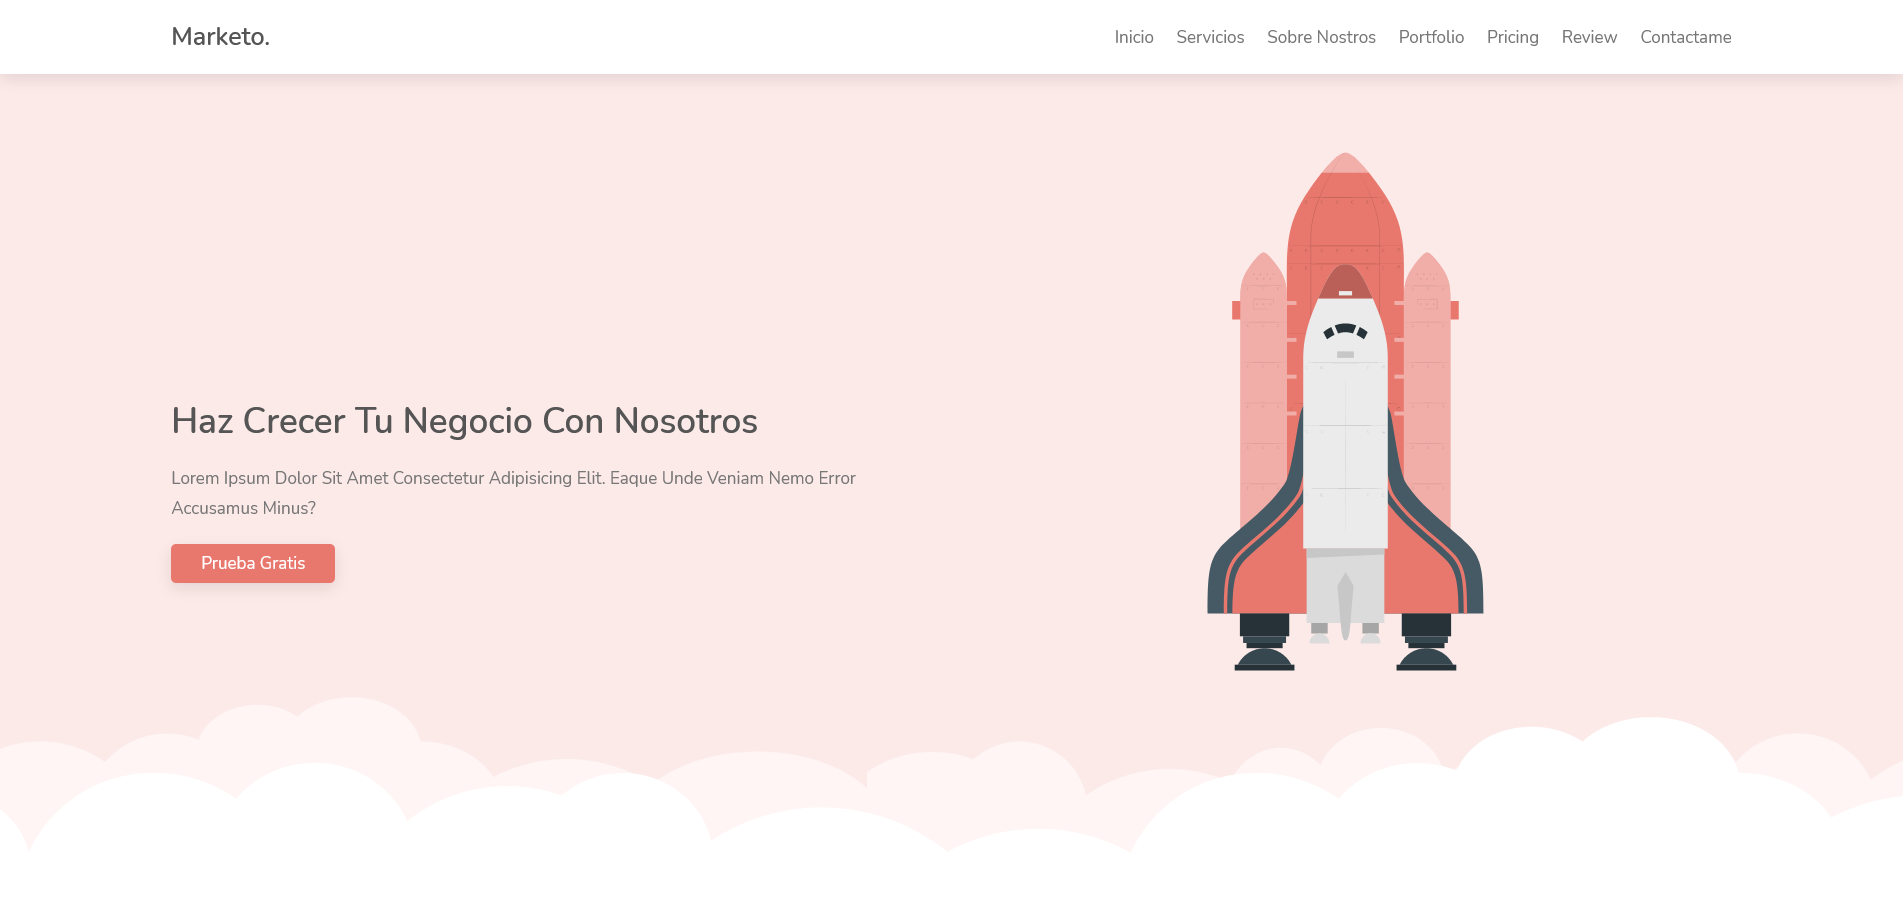 Marketo.
Inicio Servicios Sobre Nostros Portfolio Pricing Review Contactame
Haz Crecer Tu Negocio Con Nosotros
Lorem Ipsum Dolor Sit Amet Consectetur Adipisicing Elit. Eaque Unde Veniam Nemo Error
Accusamus Minus?
Prueba Gratis